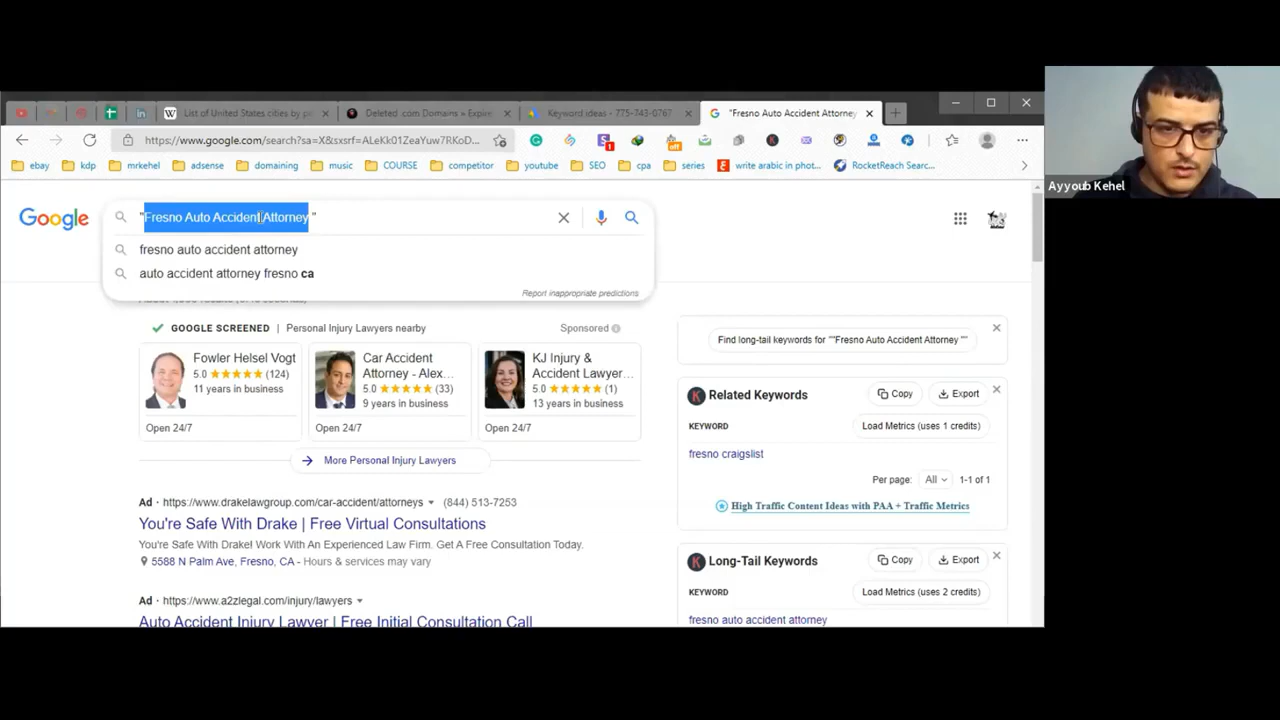 List of United States cities by p
Deleted .com Domains » Expire
Keyword ideas - 775-743-0767
"Fresno Auto Accident Attorney
https://www.google.com/search?sa=X&sxsrf=ALeKk01ZeaYuw7RKoD...
ebay
kdp
mrkehel
adsense
domaining
music
COURSE
competitor
youtube
SEO
cpa
series
write arabic in phot...
RocketReach Searc...
Ayyoub Kehel
Google
"Fresno Auto Accident Attorney "
fresno auto accident attorney
auto accident attorney fresno ca
Report inappropriate predictions
GOOGLE SCREENED | Personal Injury Lawyers nearby
Sponsored
Fowler Helsel Vogt
5.0 (124)
11 years in business
Open 24/7
Car Accident
Attorney - Alex...
5.0 (33)
9 years in business
Open 24/7
KJ Injury &
Accident Lawyer...
5.0 (1)
13 years in business
Open 24/7
More Personal Injury Lawyers
Ad · https://www.drakelawgroup.com/car-accident/attorneys (844) 513-7253
You're Safe With Drake | Free Virtual Consultations
You're Safe With Drake! Work With An Experienced Law Firm. Get A Free Consultation Today.
5588 N Palm Ave, Fresno, CA - Hours & services may vary
Ad · https://www.a2zlegal.com/injury/lawyers
Auto Accident Injury Lawyer | Free Initial Consultation Call
Find long-tail keywords for ""Fresno Auto Accident Attorney ""
Related Keywords
Copy
Export
KEYWORD
Load Metrics (uses 1 credits)
fresno craigslist
Per page: All 1-1 of 1
High Traffic Content Ideas with PAA + Traffic Metrics
Long-Tail Keywords
Copy
Export
KEYWORD
Load Metrics (uses 2 credits)
fresno auto accident attorney